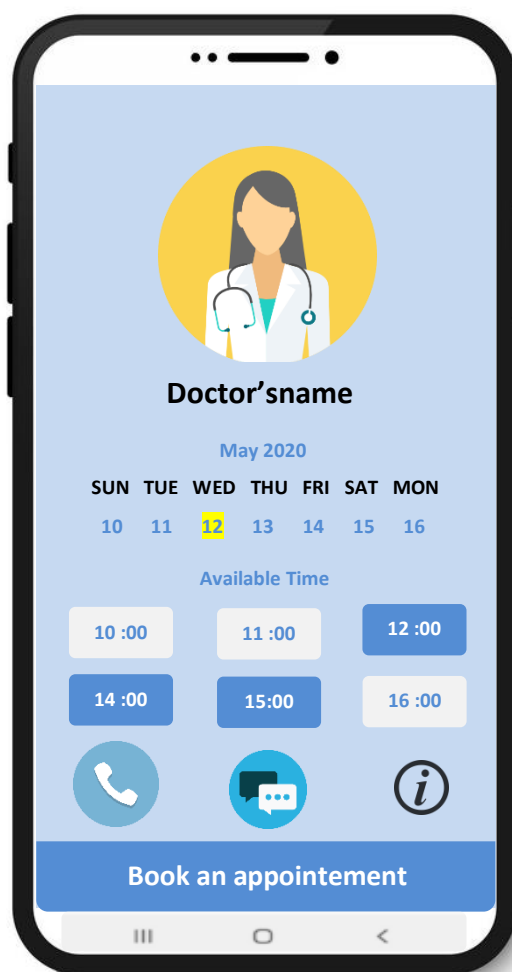 Doctor'sname
May 2020
SUN TUE WED THU FRI SAT MON
10 11 12 13 14 15 16
Available Time
10 :00 11 :00 12 :00
14 :00 15:00 16 :00
i
Book an appointement